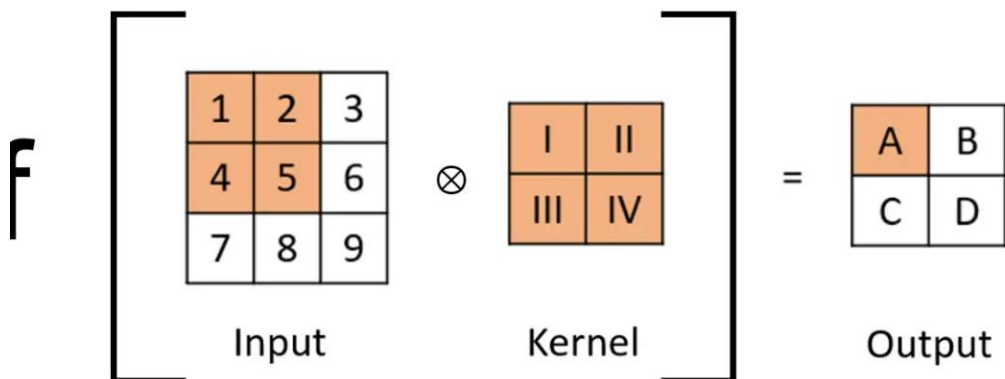 f
1 2 3
4 5 6
7 8 9
⊗
I II
III IV
=
A B
C D
Input Kernel Output